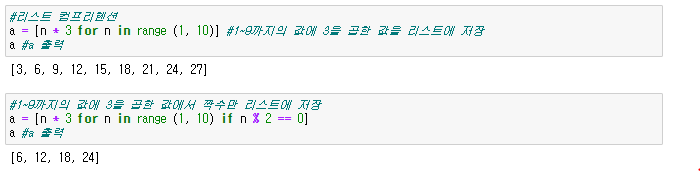 #리스트 컴프리헨션
a = [n * 3 for n in range (1, 10)] #1~9까지의 값에 3을 곱한 값을 리스트에 저장
a #a 출력
[3, 6, 9, 12, 15, 18, 21, 24, 27]
#1~9까지의 값에 3을 곱한 값에서 짝수만 리스트에 저장
a = [n * 3 for n in range (1, 10) if n % 2 == 0]
a #a 출력
[6, 12, 18, 24]